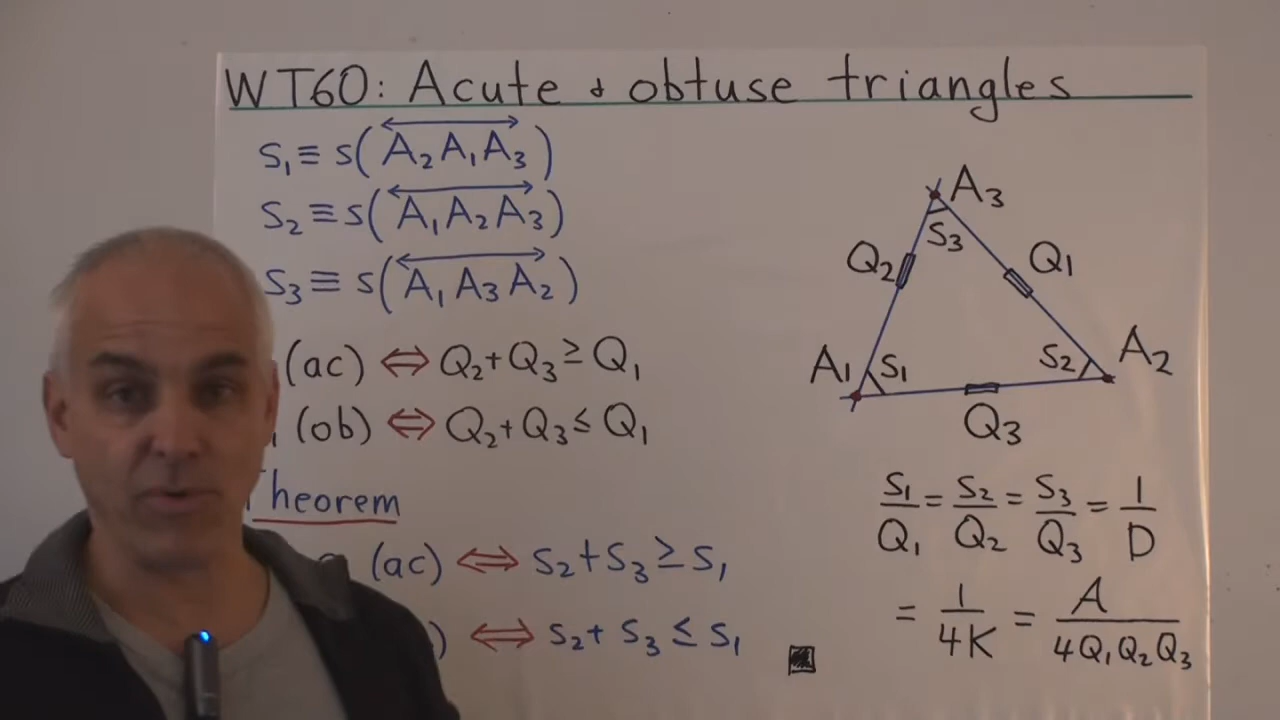 WT60: Acute & obtuse triangles
S₁ ≡ s(A₂A₁A₃)
S₂ ≡ s(A₁A₂A₃)
S₃ ≡ s(A₁A₃A₂)
(ac) ⇔ Q₂+Q₃ ≥ Q₁
(ob) ⇔ Q₂+Q₃ ≤ Q₁
heorem
(ac) ⇔ S₂+S₃ ≥ S₁
) ⇔ S₂+S₃ ≤ S₁
A₃
S₃
Q₂
Q₁
A₁
S₁
S₂
A₂
Q₃
S₁/Q₁ = S₂/Q₂ = S₃/Q₃ = 1/D
= 1/4K = A/4Q₁Q₂Q₃